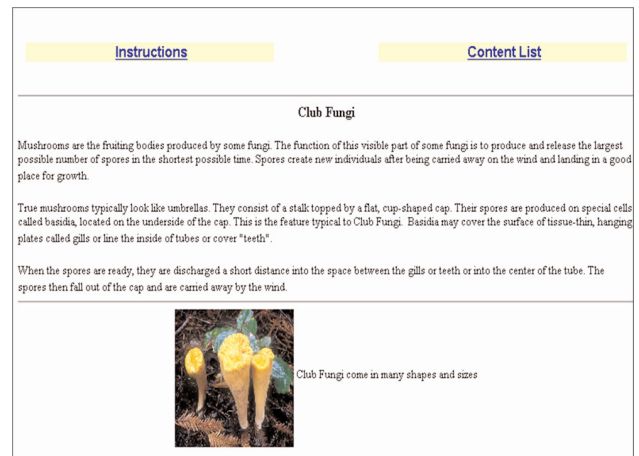 Instructions Content List
Club Fungi
Mushrooms are the fruiting bodies produced by some fungi. The function of this visible part of some fungi is to produce and release the largest
possible number of spores in the shortest possible time. Spores create new individuals after being carried away on the wind and landing in a good
place for growth.
True mushrooms typically look like umbrellas. They consist of a stalk topped by a flat, cup-shaped cap. Their spores are produced on special cells
called basidia, located on the underside of the cap. This is the feature typical to Club Fungi. Basidia may cover the surface of tissue-thin, hanging
plates called gills or line the inside of tubes or cover "teeth".
When the spores are ready, they are discharged a short distance into the space between the gills or teeth or into the center of the tube. The
spores then fall out of the cap and are carried away by the wind.
Club Fungi come in many shapes and sizes